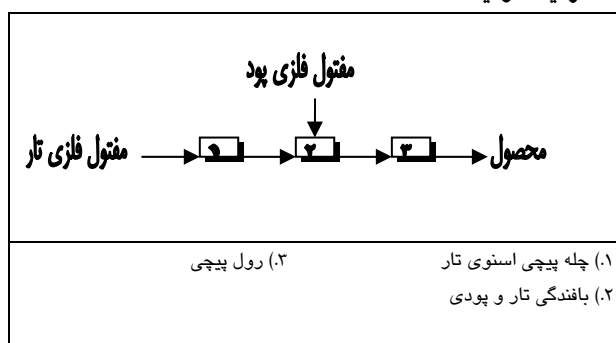 مفتول فلزی پود
مفتول فلزی تار ۱ ۲ ۳ محصول
۱.) چله پیچی اسنوی تار ۳.) رول پیچی
۲.) بافندگی تار و پودی